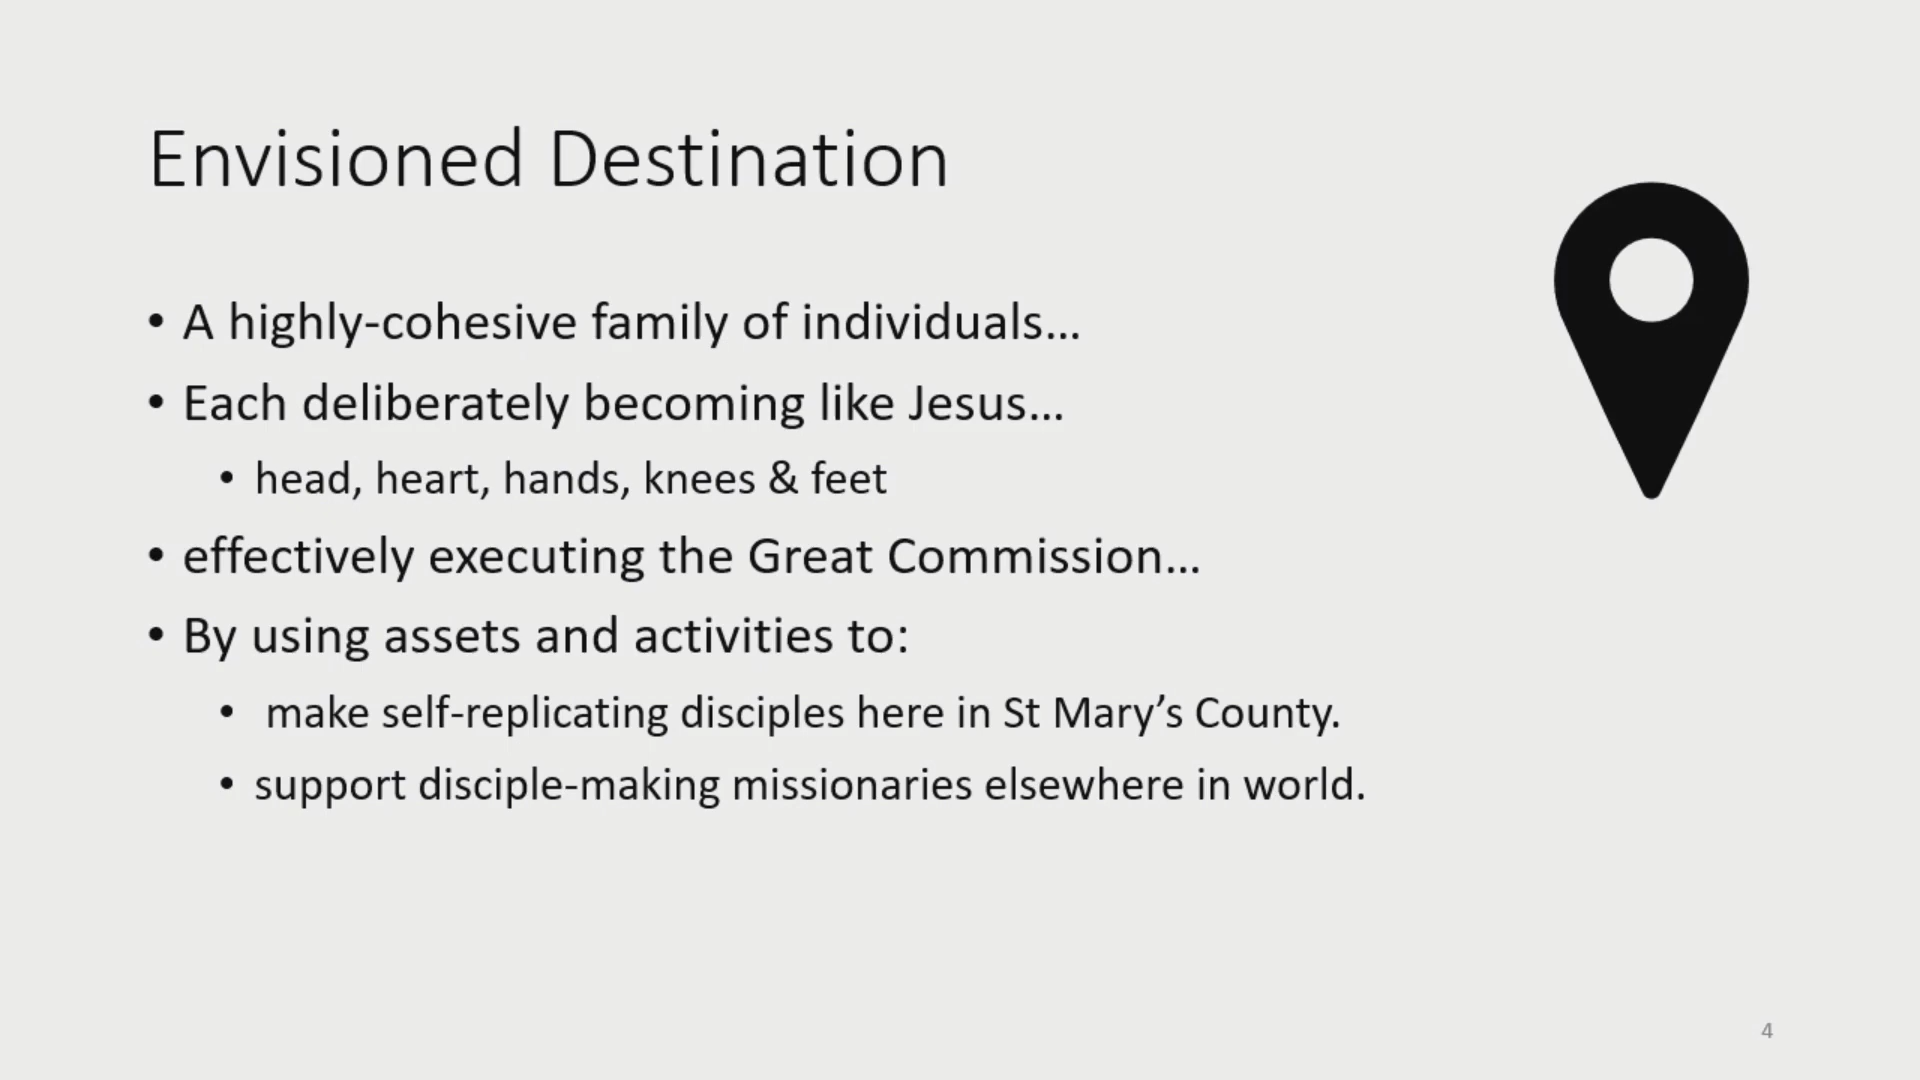 Envisioned Destination
• A highly-cohesive family of individuals…
• Each deliberately becoming like Jesus…
• head, heart, hands, knees & feet
• effectively executing the Great Commission…
• By using assets and activities to:
• make self-replicating disciples here in St Mary’s County.
• support disciple-making missionaries elsewhere in world.
4